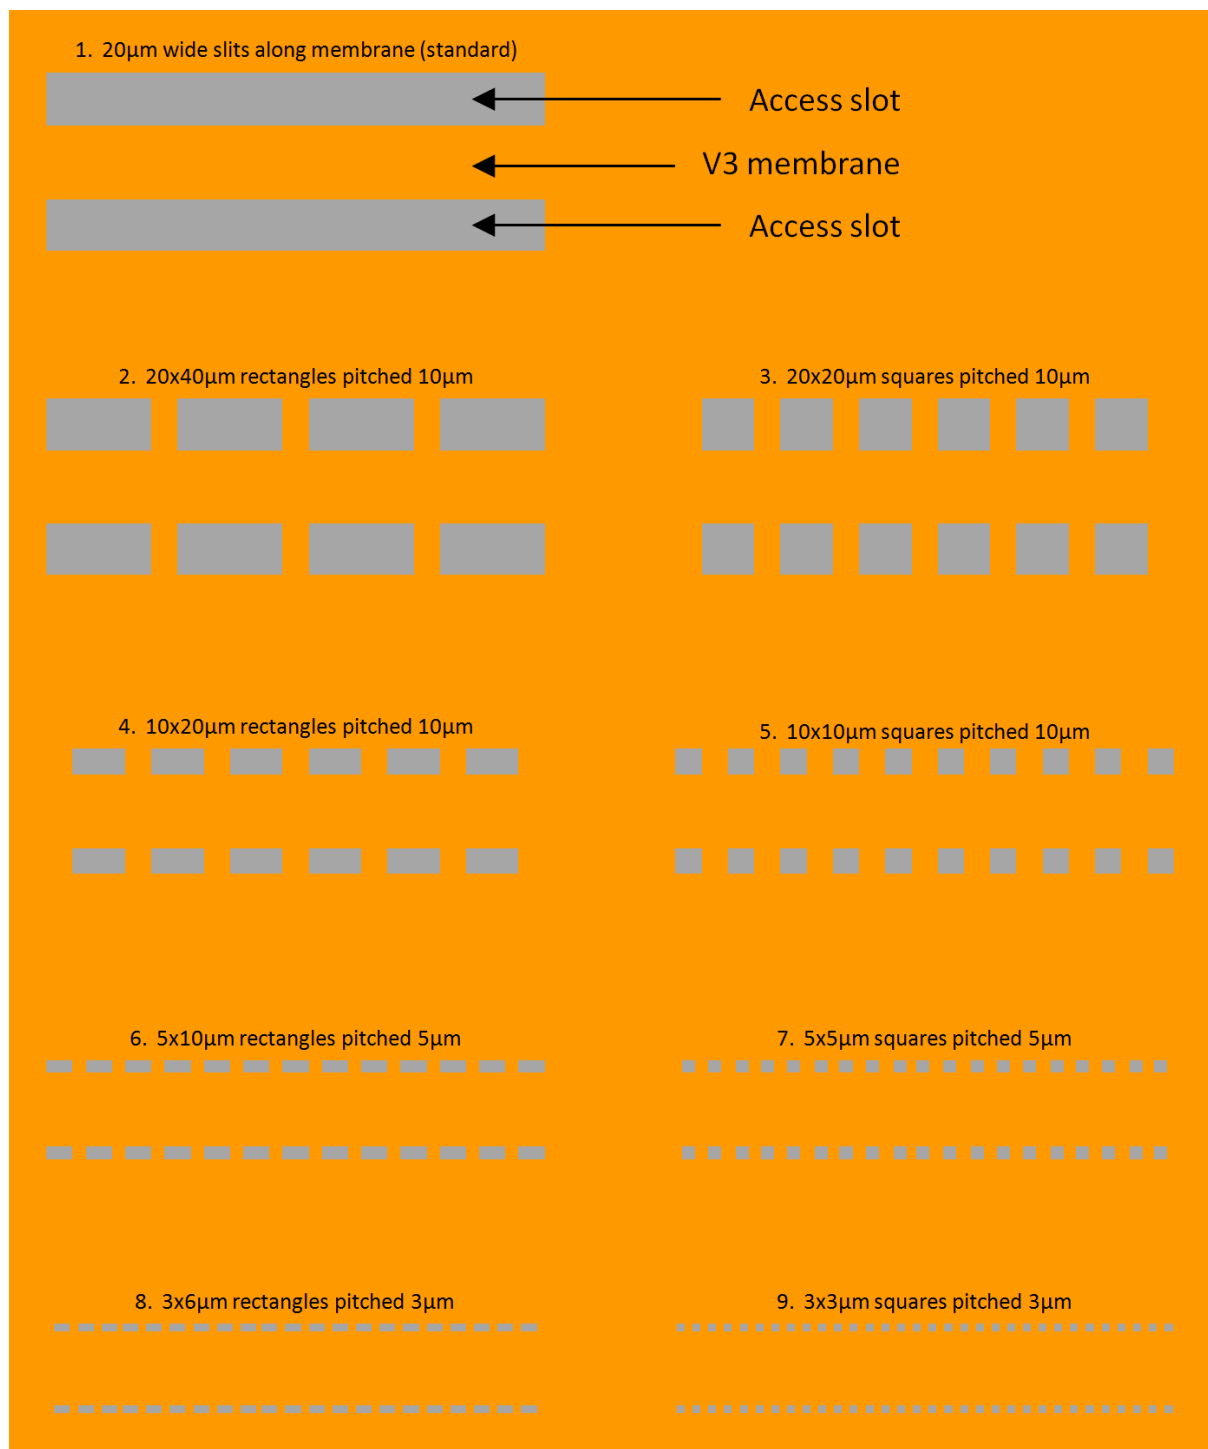 1. 20µm wide slits along membrane (standard)
Access slot
V3 membrane
Access slot
2. 20x40µm rectangles pitched 10µm
3. 20x20µm squares pitched 10µm
4. 10x20µm rectangles pitched 10µm
5. 10x10µm squares pitched 10µm
6. 5x10µm rectangles pitched 5µm
7. 5x5µm squares pitched 5µm
8. 3x6µm rectangles pitched 3µm
9. 3x3µm squares pitched 3µm